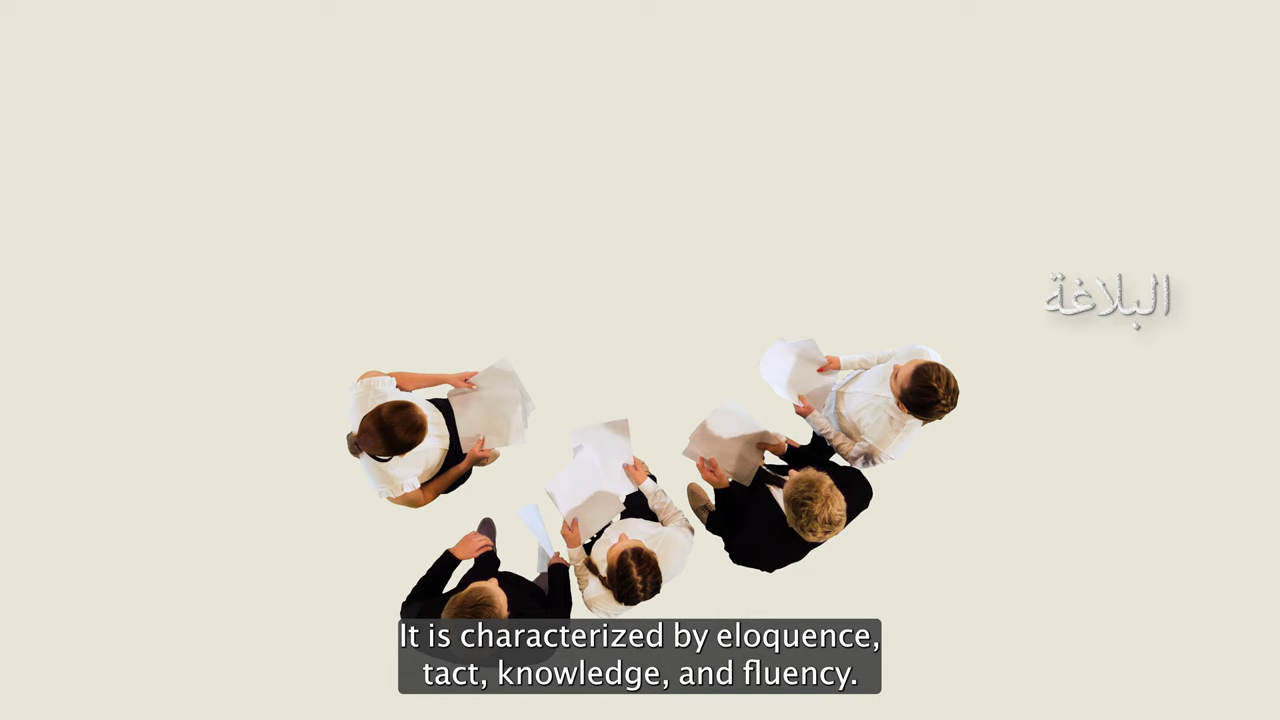 البلاغة
It is characterized by eloquence,
tact, knowledge, and fluency.